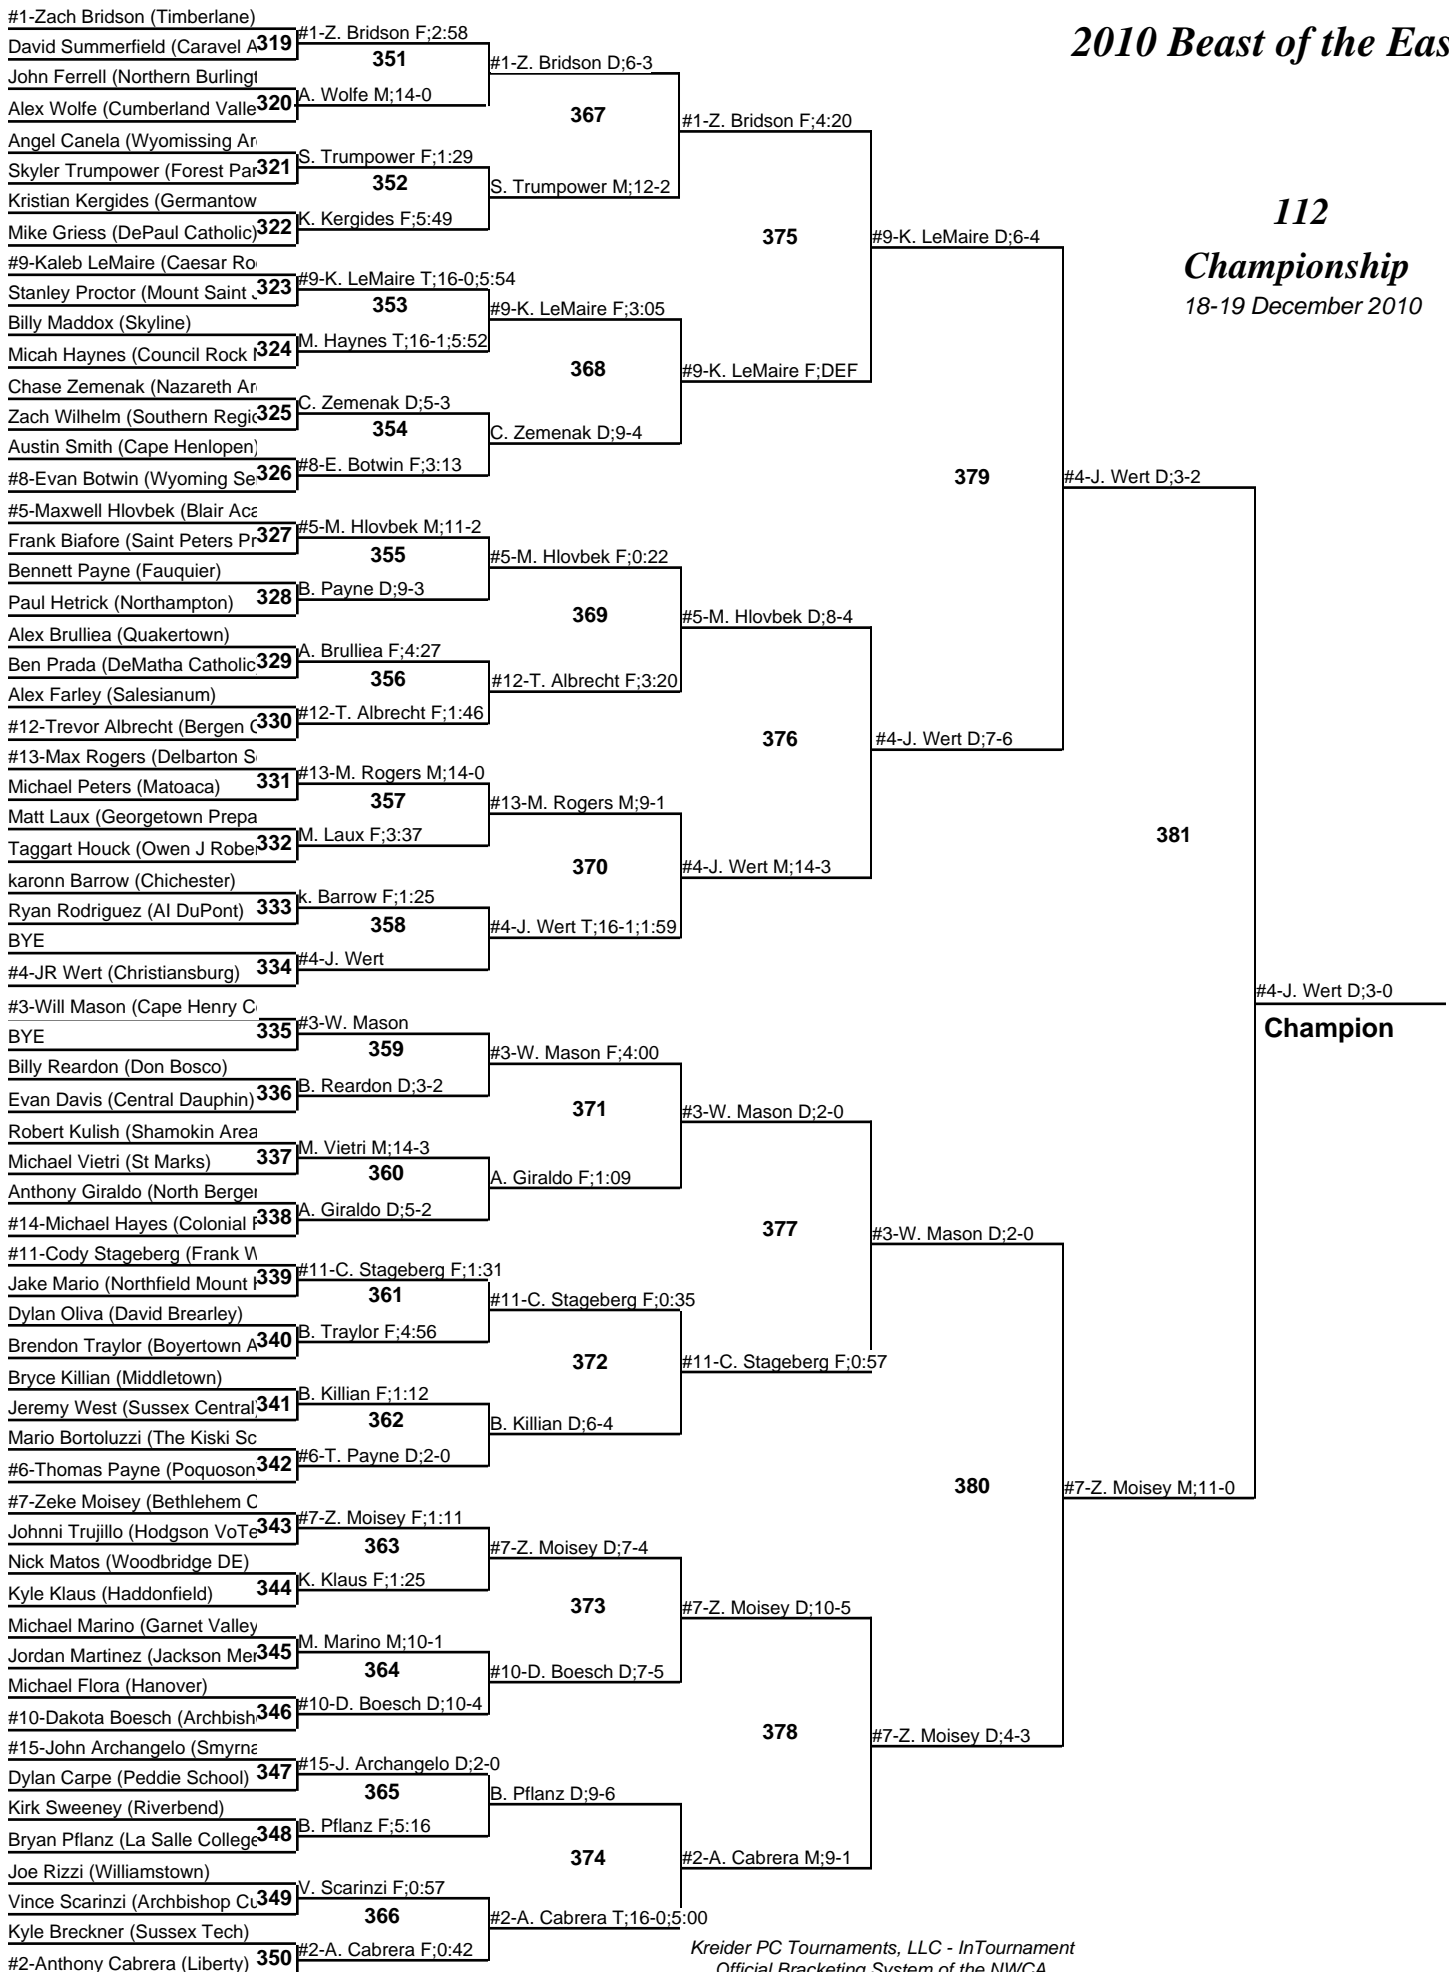 2010 Beast of the Eas
112
Championship
18-19 December 2010
#1-Zach Bridson (Timberlane)
David Summerfield (Caravel A
319
John Ferrell (Northern Burlingt
Alex Wolfe (Cumberland Valle
320
Angel Canela (Wyomissing Ar
Skyler Trumpower (Forest Par
321
Kristian Kergides (Germantow
Mike Griess (DePaul Catholic)
322
#9-Kaleb LeMaire (Caesar Ro
Stanley Proctor (Mount Saint
323
Billy Maddox (Skyline)
Micah Haynes (Council Rock
324
Chase Zemenak (Nazareth Ar
Zach Wilhelm (Southern Regio
325
Austin Smith (Cape Henlopen)
#8-Evan Botwin (Wyoming Se
326
#5-Maxwell Hlovbek (Blair Aca
Frank Biafore (Saint Peters Pr
327
Bennett Payne (Fauquier)
Paul Hetrick (Northampton)
328
Alex Brulliea (Quakertown)
Ben Prada (DeMatha Catholic
329
Alex Farley (Salesianum)
#12-Trevor Albrecht (Bergen C
330
#13-Max Rogers (Delbarton S
Michael Peters (Matoaca)
331
Matt Laux (Georgetown Prepa
Taggart Houck (Owen J Rober
332
karonn Barrow (Chichester)
Ryan Rodriguez (AI DuPont)
333
BYE
#4-JR Wert (Christiansburg)
334
#3-Will Mason (Cape Henry C
BYE
335
Billy Reardon (Don Bosco)
Evan Davis (Central Dauphin)
336
Robert Kulish (Shamokin Area
Michael Vietri (St Marks)
337
Anthony Giraldo (North Berger
#14-Michael Hayes (Colonial F
338
#11-Cody Stageberg (Frank W
Jake Mario (Northfield Mount H
339
Dylan Oliva (David Brearley)
Brendon Traylor (Boyertown A
340
Bryce Killian (Middletown)
Jeremy West (Sussex Central)
341
Mario Bortoluzzi (The Kiski Sc
#6-Thomas Payne (Poquoson
342
#7-Zeke Moisey (Bethlehem C
Johnni Trujillo (Hodgson VoTe
343
Nick Matos (Woodbridge DE)
Kyle Klaus (Haddonfield)
344
Michael Marino (Garnet Valley
Jordan Martinez (Jackson Mer
345
Michael Flora (Hanover)
#10-Dakota Boesch (Archbish
346
#15-John Archangelo (Smyrna
Dylan Carpe (Peddie School)
347
Kirk Sweeney (Riverbend)
Bryan Pflanz (La Salle College
348
Joe Rizzi (Williamstown)
Vince Scarinzi (Archbishop Cu
349
Kyle Breckner (Sussex Tech)
#2-Anthony Cabrera (Liberty)
350
#1-Z. Bridson F;2:58
351
A. Wolfe M;14-0
S. Trumpower F;1:29
352
K. Kergides F;5:49
#9-K. LeMaire T;16-0;5:54
353
M. Haynes T;16-1;5:52
C. Zemenak D;5-3
354
#8-E. Botwin F;3:13
#5-M. Hlovbek M;11-2
355
B. Payne D;9-3
A. Brulliea F;4:27
356
#12-T. Albrecht F;1:46
#13-M. Rogers M;14-0
357
M. Laux F;3:37
k. Barrow F;1:25
358
#4-J. Wert
#3-W. Mason
359
B. Reardon D;3-2
M. Vietri M;14-3
360
A. Giraldo D;5-2
#11-C. Stageberg F;1:31
361
B. Traylor F;4:56
B. Killian F;1:12
362
#6-T. Payne D;2-0
#7-Z. Moisey F;1:11
363
K. Klaus F;1:25
M. Marino M;10-1
364
#10-D. Boesch D;10-4
#15-J. Archangelo D;2-0
365
B. Pflanz F;5:16
V. Scarinzi F;0:57
366
#2-A. Cabrera F;0:42
#1-Z. Bridson D;6-3
367
S. Trumpower M;12-2
#9-K. LeMaire F;3:05
368
C. Zemenak D;9-4
#5-M. Hlovbek F;0:22
369
#12-T. Albrecht F;3:20
#13-M. Rogers M;9-1
370
#4-J. Wert T;16-1;1:59
#3-W. Mason F;4:00
371
A. Giraldo F;1:09
#11-C. Stageberg F;0:35
372
B. Killian D;6-4
#7-Z. Moisey D;7-4
373
#10-D. Boesch D;7-5
B. Pflanz D;9-6
374
#2-A. Cabrera T;16-0;5:00
#1-Z. Bridson F;4:20
375
#9-K. LeMaire F;DEF
#5-M. Hlovbek D;8-4
376
#4-J. Wert M;14-3
#3-W. Mason D;2-0
377
#11-C. Stageberg F;0:57
#7-Z. Moisey D;10-5
378
#2-A. Cabrera M;9-1
#9-K. LeMaire D;6-4
379
#4-J. Wert D;7-6
#3-W. Mason D;2-0
380
#7-Z. Moisey D;4-3
#4-J. Wert D;3-2
381
#7-Z. Moisey M;11-0
#4-J. Wert D;3-0
Champion
Kreider PC Tournaments, LLC - InTournament
Official Bracketing System of the NWCA